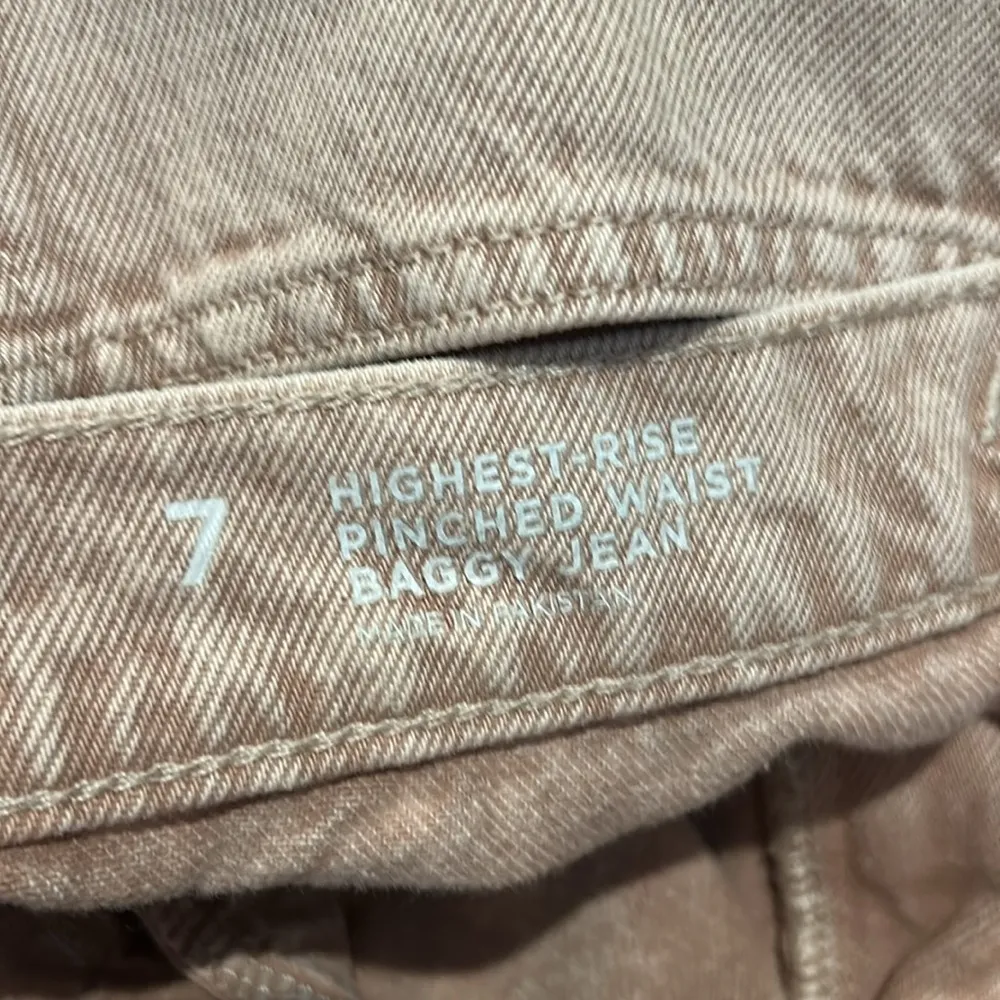 7
HIGHEST-RISE
PINCHED WAIST
BAGGY JEAN
MADE IN PAKISTAN